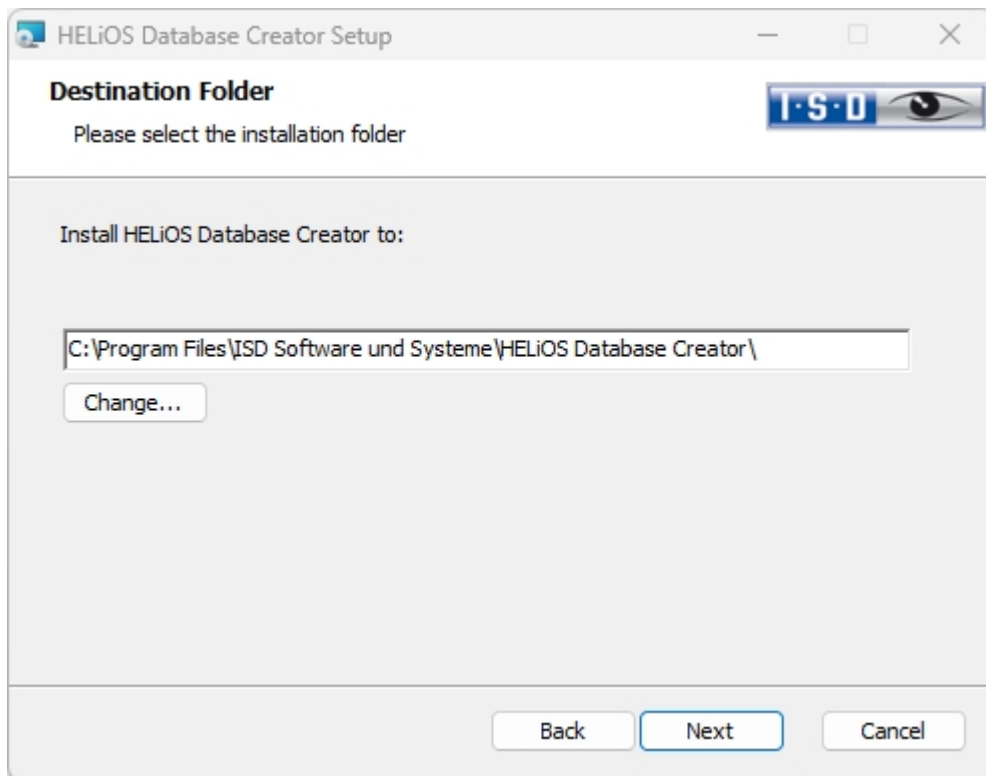 HELiOS Database Creator Setup
Destination Folder
I·S·D
Please select the installation folder
Install HELiOS Database Creator to:
C:\Program Files\ISD Software und Systeme\HELiOS Database Creator\
Change...
Back Next Cancel